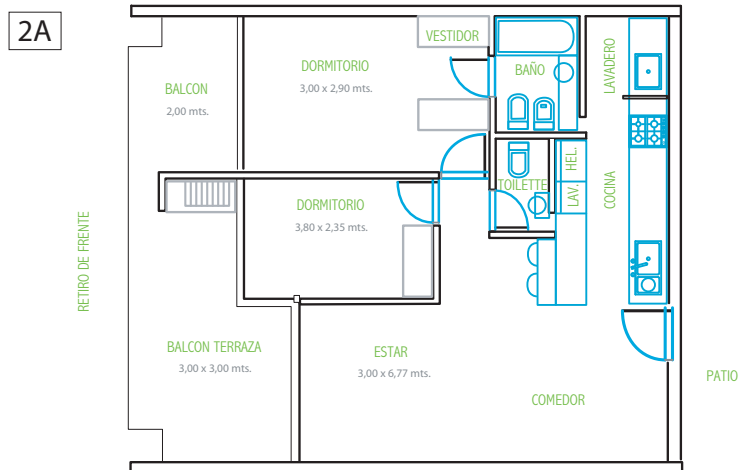 2A
VESTIDOR
DORMITORIO
3,00 x 2,90 mts.
BAÑO
LAVADERO
BALCON
2,00 mts.
HEL.
TOILETTE
LAV.
COCINA
DORMITORIO
3,80 x 2,35 mts.
RETIRO DE FRENTE
BALCON TERRAZA
3,00 x 3,00 mts.
ESTAR
3,00 x 6,77 mts.
COMEDOR
PATIO